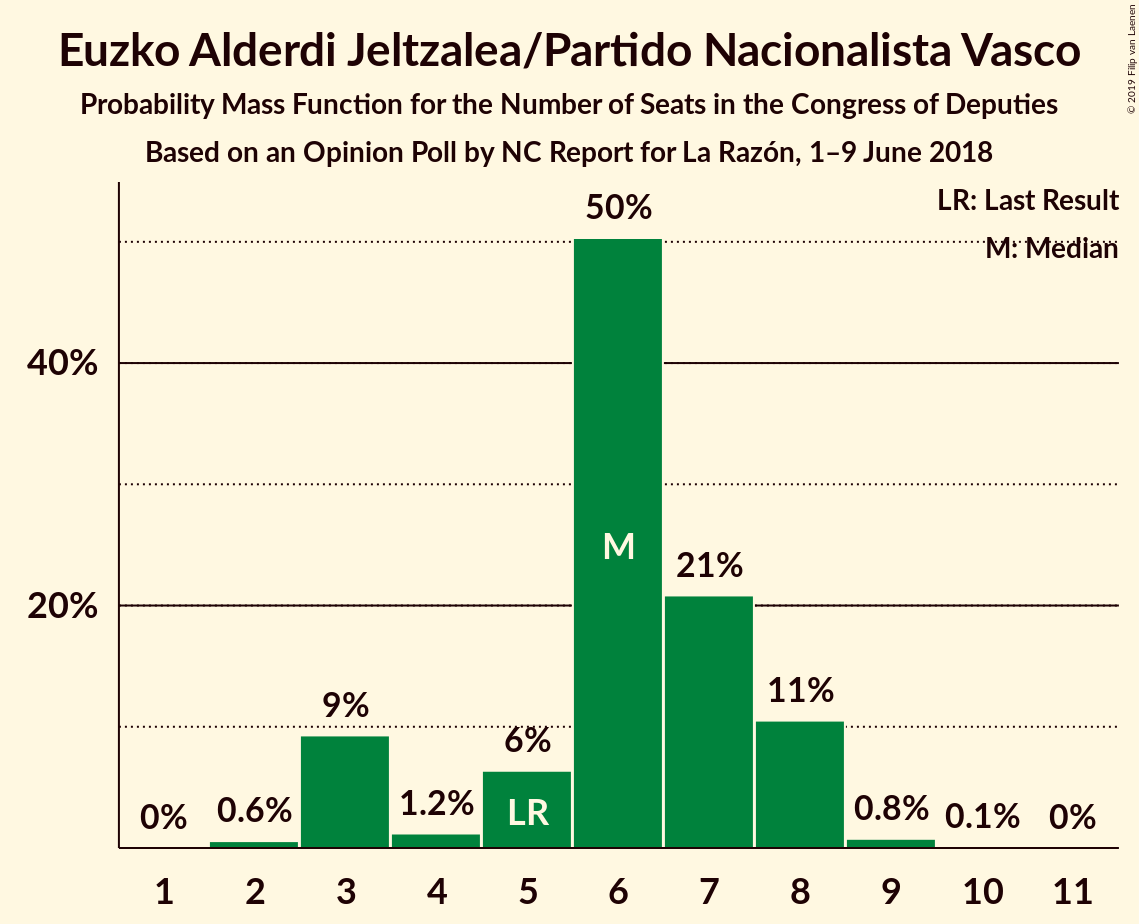 Euzko Alderdi Jeltzalea/Partido Nacionalista Vasco
Probability Mass Function for the Number of Seats in the Congress of Deputies
Based on an Opinion Poll by NC Report for La Razón, 1–9 June 2018
© 2019 Filip van Laenen
LR: Last Result
M: Median
50%
40%
M
21%
20%
11%
9%
6%
1.2%
LR
0%
0.6%
0.8%
0.1%
0%
1 2 3 4 5 6 7 8 9 10 11